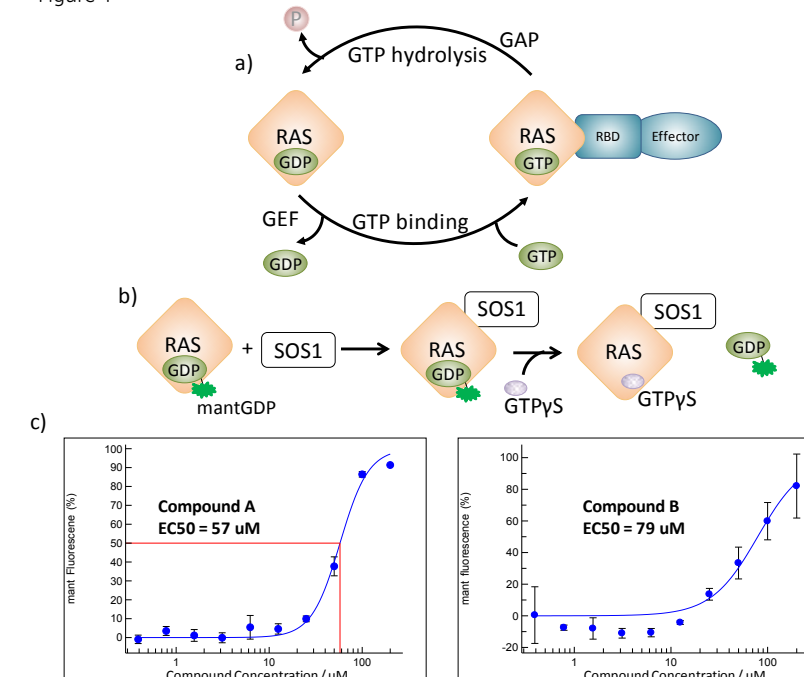 P
GAP
a)
GTP hydrolysis
RAS
GDP
RAS
GTP
RBD
Effector
GEF
GTP binding
GDP
GTP
b)
RAS
GDP
mantGDP
+
SOS1
SOS1
RAS
GDP
GTPγS
SOS1
RAS
GTPγS
GDP
c)
mant Fluorescene (%)
100
90
80
70
60
50
40
30
20
10
0
Compound A
EC50 = 57 uM
1
10
100
Compound Concentration / uM
mant fluorescence (%)
100
80
60
40
20
0
-20
Compound B
EC50 = 79 uM
1
10
100
Compound Concentration / uM